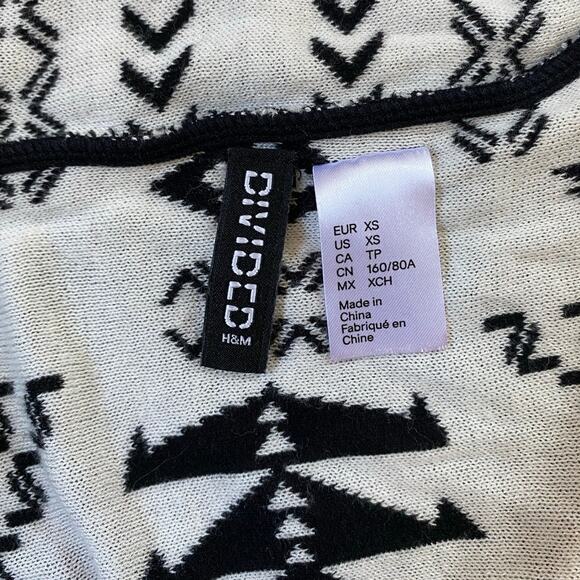 DIVIDED
H&M
EUR XS
US XS
CA TP
CN 160/80A
MX XCH
Made in
China
Fabriqué en
Chine